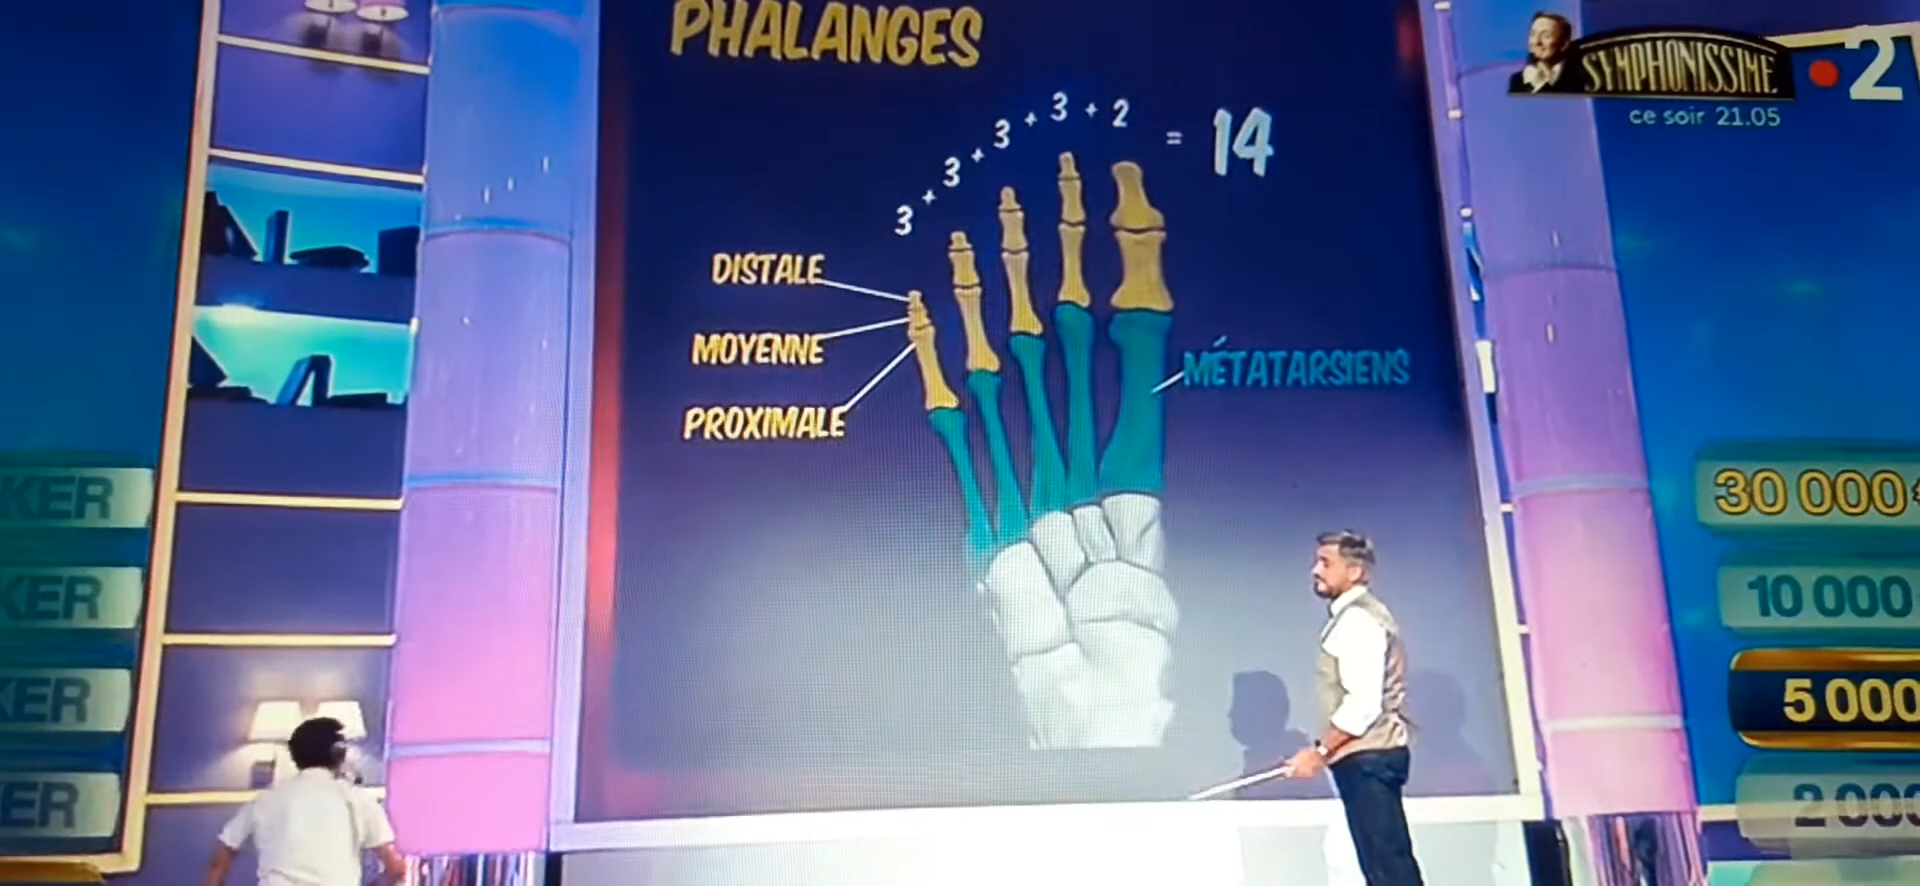 PHALANGES
3 + 3 + 3 + 3 + 2 = 14
DISTALE
MOYENNE
PROXIMALE
MÉTATARSIENS
SYMPHONISSIME
2
ce soir 21.05
KER
KER
KER
ER
30 000€
10 000
5 000
2 000